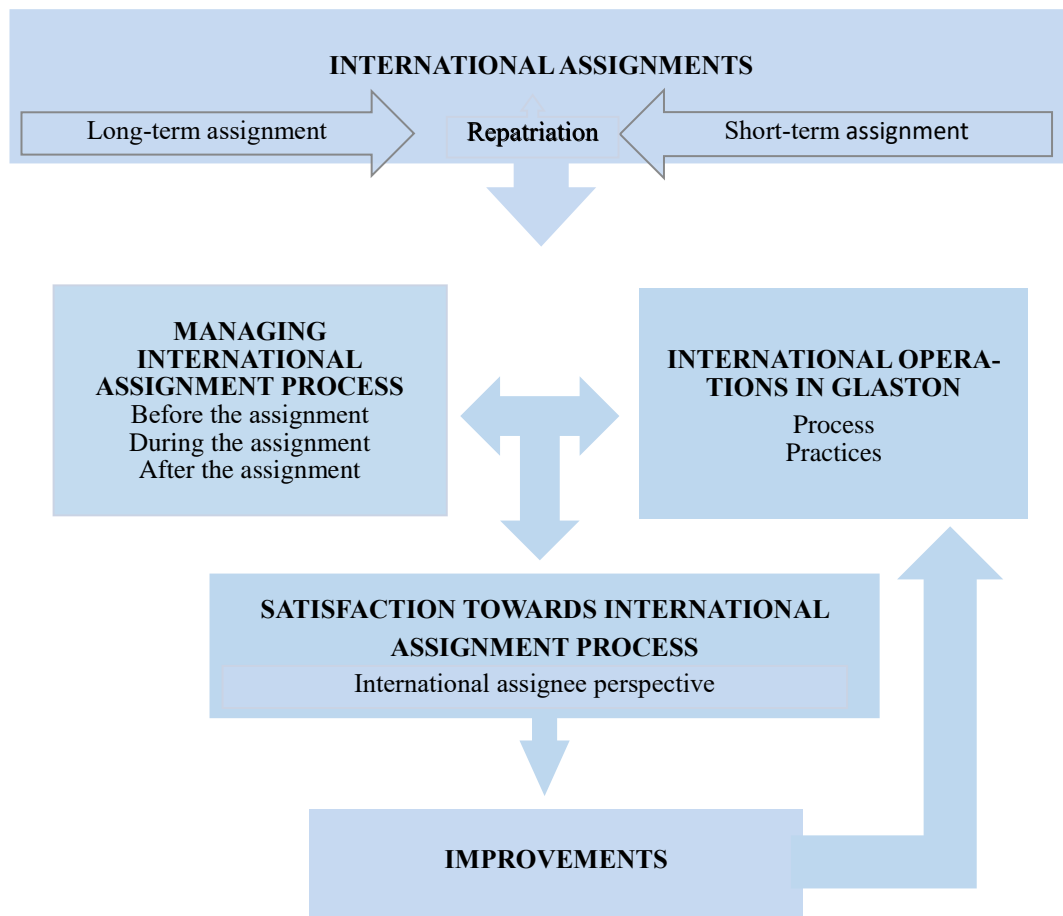 INTERNATIONAL ASSIGNMENTS
Long-term assignment
Repatriation
Short-term assignment
MANAGING
INTERNATIONAL
ASSIGNMENT PROCESS
Before the assignment
During the assignment
After the assignment
INTERNATIONAL OPERA-
TIONS IN GLASTON
Process
Practices
SATISFACTION TOWARDS INTERNATIONAL
ASSIGNMENT PROCESS
International assignee perspective
IMPROVEMENTS